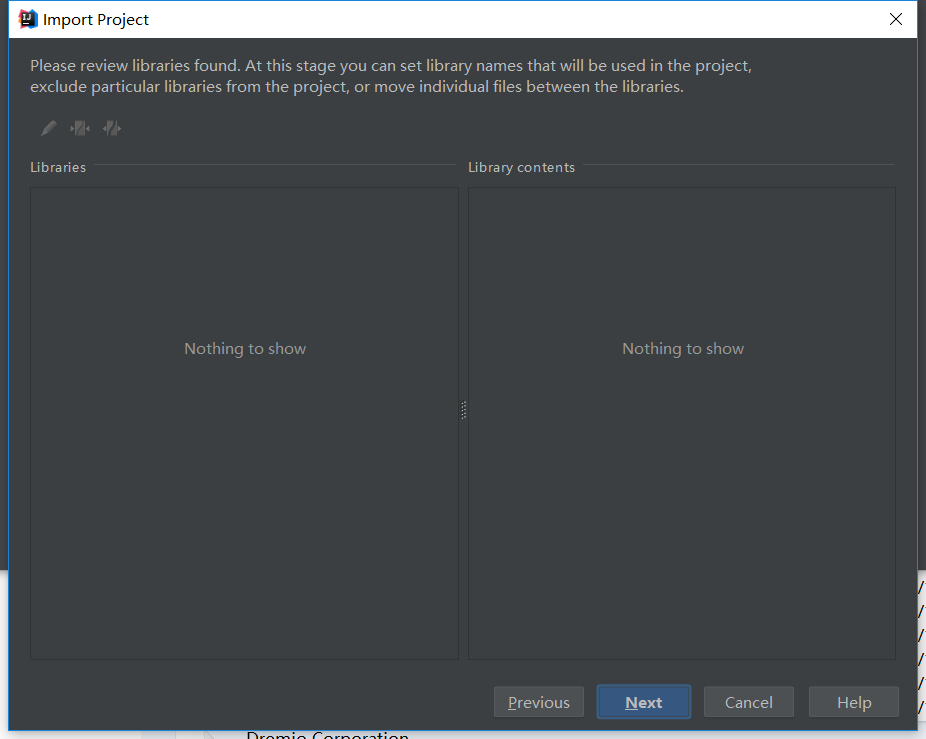 Import Project
Please review libraries found. At this stage you can set library names that will be used in the project,
exclude particular libraries from the project, or move individual files between the libraries.
Libraries
Library contents
Nothing to show
Nothing to show
Previous
Next
Cancel
Help
Dremio Corporation